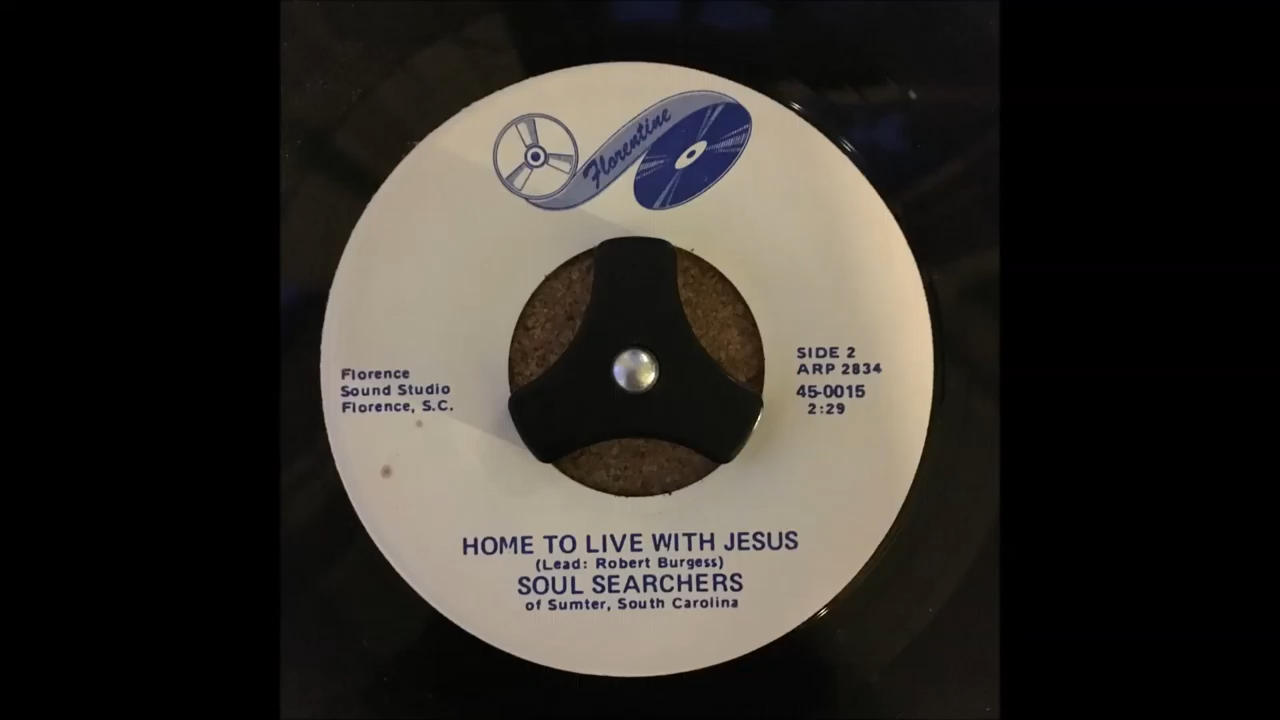 Florentine
Florence
Sound Studio
Florence, S.C.
SIDE 2
ARP 2834
45-0015
2:29
HOME TO LIVE WITH JESUS
(Lead: Robert Burgess)
SOUL SEARCHERS
of Sumter, South Carolina